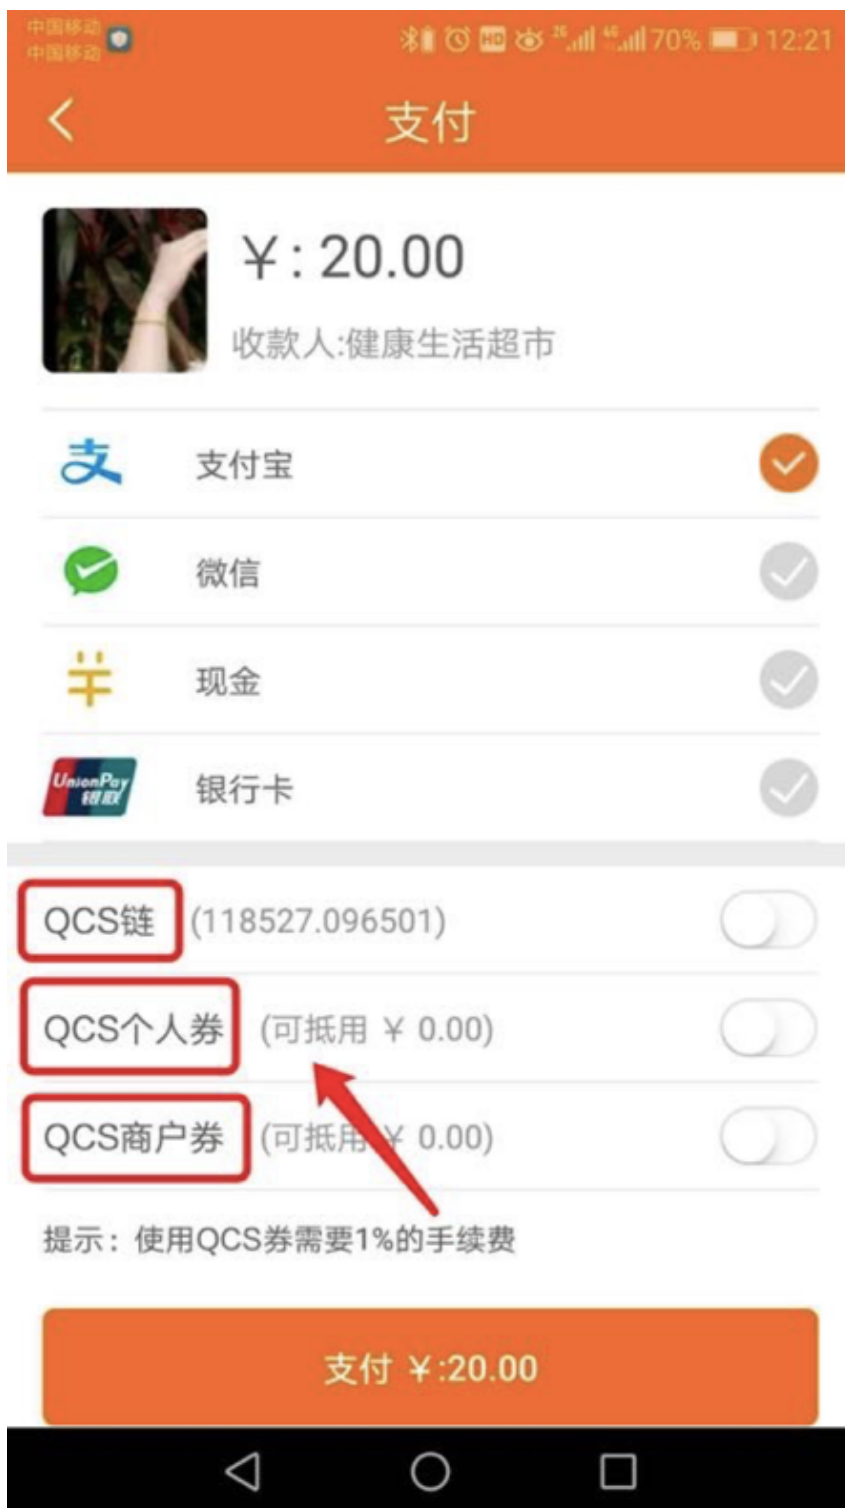 中国移动
中国移动
HD 26 46 70% 12:21
支付
￥: 20.00
收款人:健康生活超市
支
支付宝
微信
现金
UnionPay
银联
银行卡
QCS链 (118527.096501)
QCS个人券 (可抵用 ￥ 0.00)
QCS商户券 (可抵用 ￥ 0.00)
提示：使用QCS券需要1%的手续费
支付 ￥:20.00